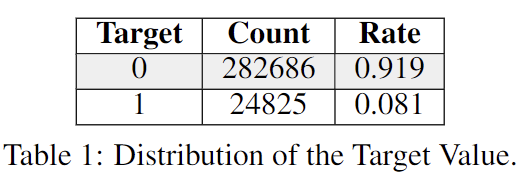 Target Count Rate
0 282686 0.919
1 24825 0.081
Table 1: Distribution of the Target Value.